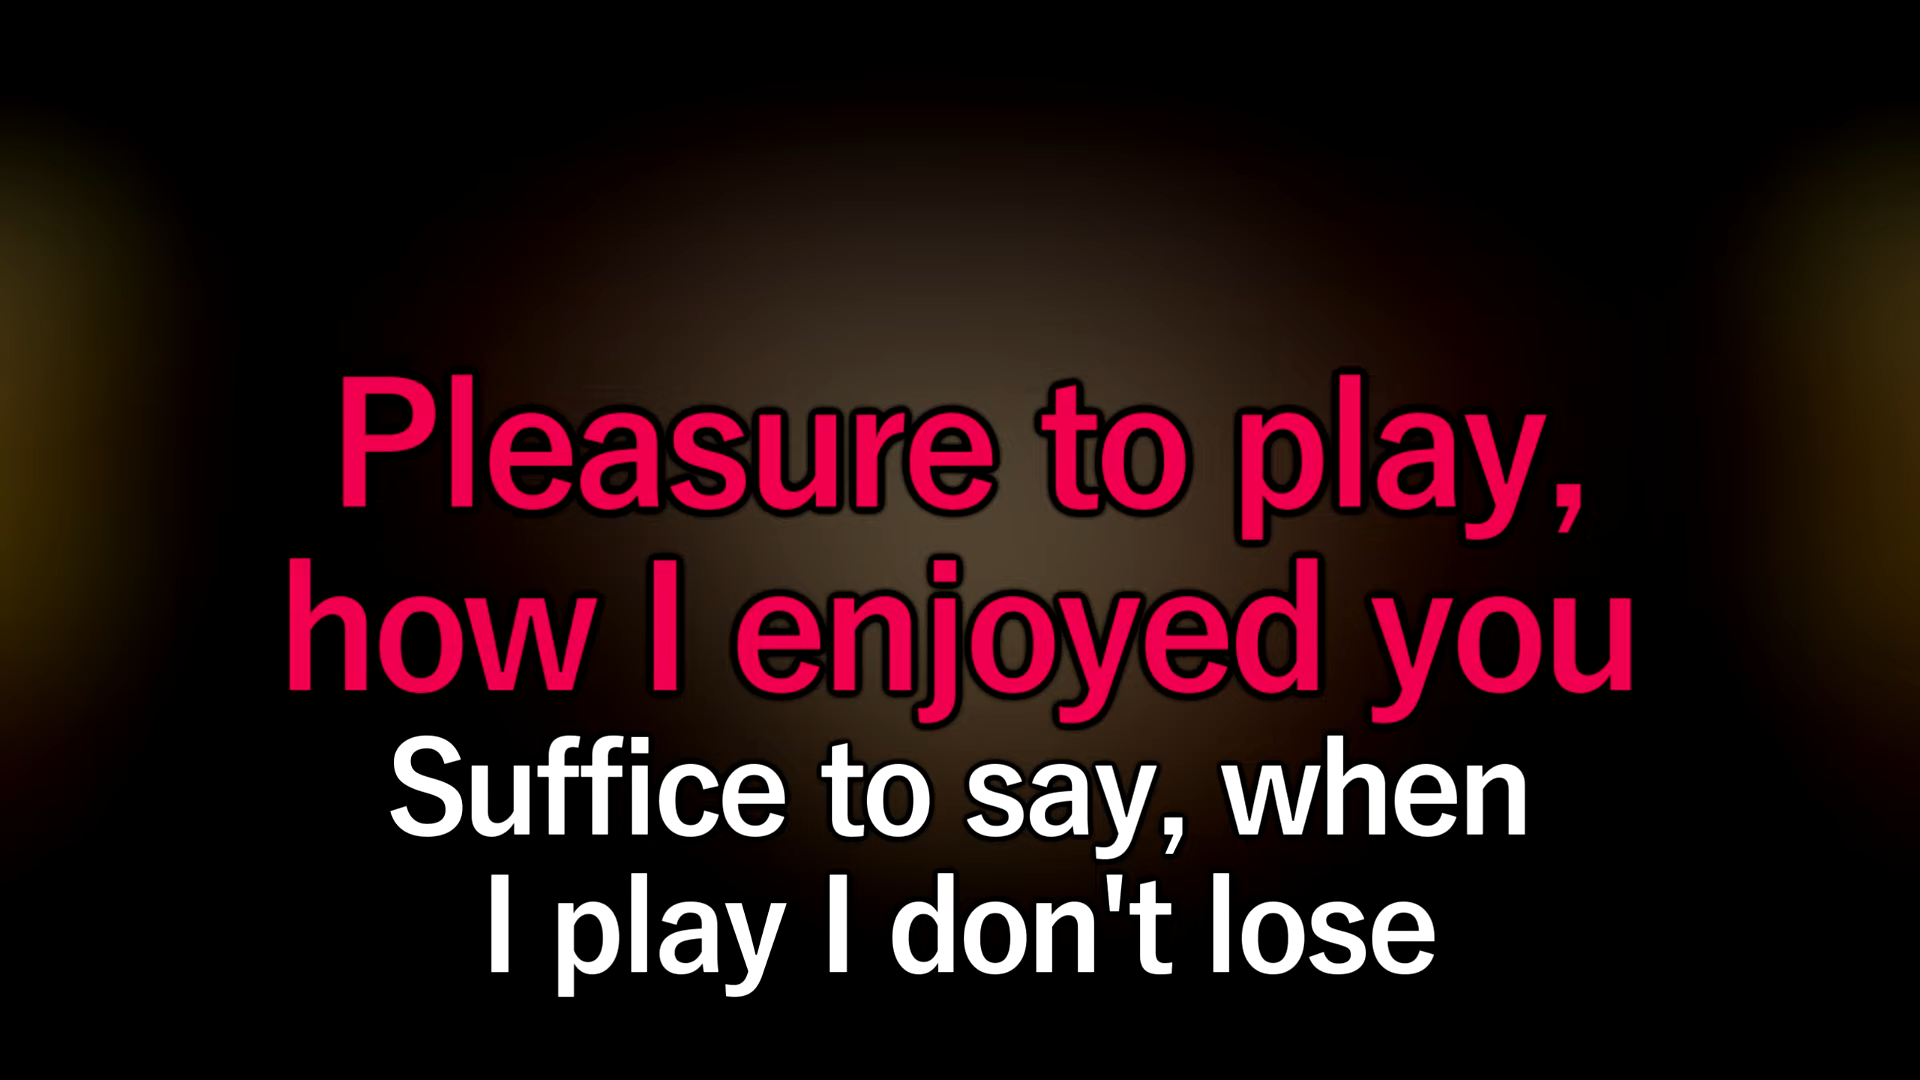 Pleasure to play,
how I enjoyed you
Suffice to say, when
I play I don't lose